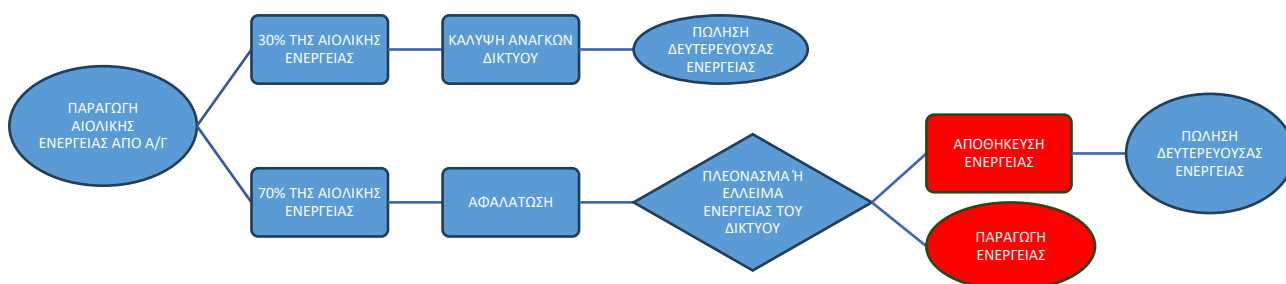 ΠΑΡΑΓΩΓΗ
ΑΙΟΛΙΚΗΣ
ΕΝΕΡΓΕΙΑΣ ΑΠΟ Α/Γ
30% ΤΗΣ ΑΙΟΛΙΚΗΣ
ΕΝΕΡΓΕΙΑΣ
ΚΑΛΥΨΗ ΑΝΑΓΚΩΝ
ΔΙΚΤΥΟΥ
ΠΩΛΗΣΗ
ΔΕΥΤΕΡΕΥΟΥΣΑΣ
ΕΝΕΡΓΕΙΑΣ
70% ΤΗΣ ΑΙΟΛΙΚΗΣ
ΕΝΕΡΓΕΙΑΣ
ΑΦΑΛΑΤΩΣΗ
ΠΛΕΟΝΑΣΜΑ Ή
ΕΛΛΕΙΜΑ
ΕΝΕΡΓΕΙΑΣ ΤΟΥ
ΔΙΚΤΥΟΥ
ΑΠΟΘΗΚΕΥΣΗ
ΕΝΕΡΓΕΙΑΣ
ΠΩΛΗΣΗ
ΔΕΥΤΕΡΕΥΟΥΣΑΣ
ΕΝΕΡΓΕΙΑΣ
ΠΑΡΑΓΩΓΗ
ΕΝΕΡΓΕΙΑΣ